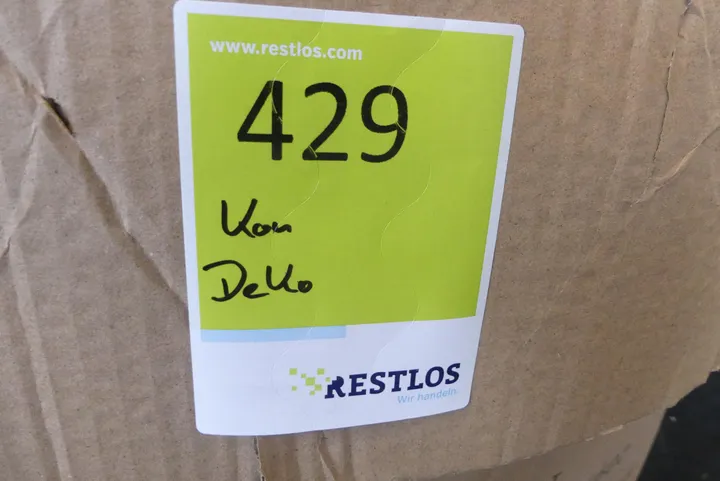 www.restlos.com
429
Kon
Deko
RESTLOS
Wir handeln.